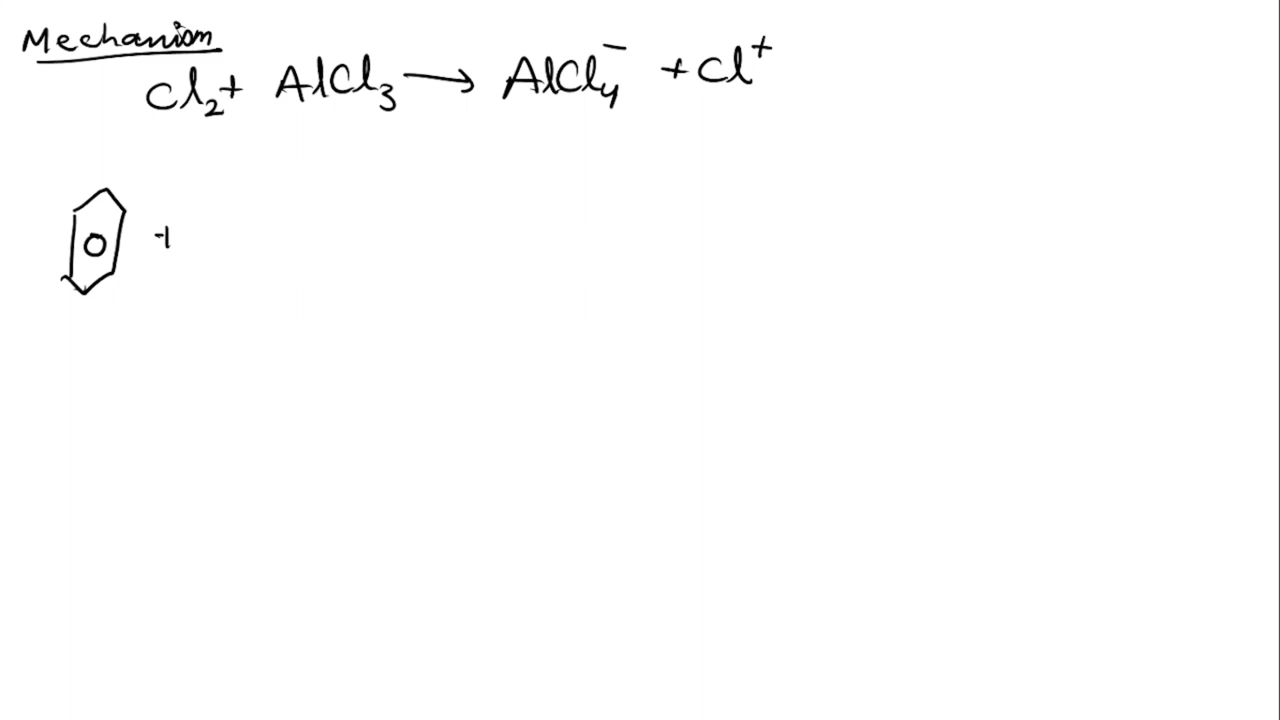 Mechanism
Cl₂ + AlCl₃ ⟶ AlCl₄⁻ + Cl⁺
+